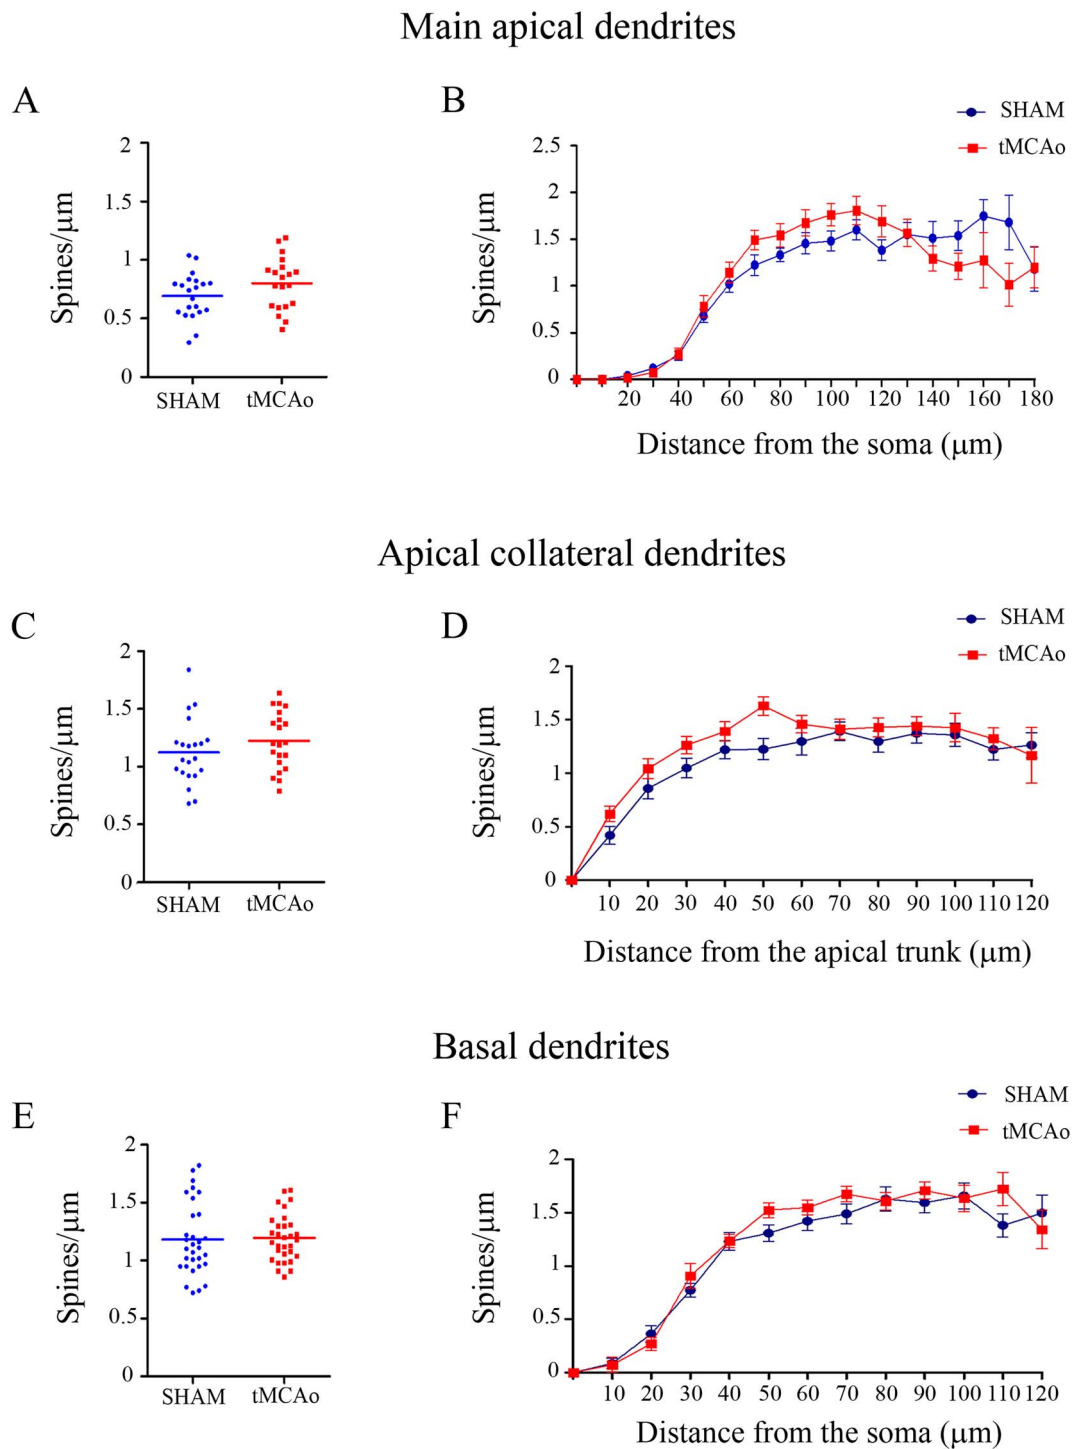 Main apical dendrites
A
B
SHAM
tMCAo
2
1.5
1
0.5
0
Spines/µm
SHAM tMCAo
2.5
2
1.5
1
0.5
0
Spines/µm
20 40 60 80 100 120 140 160 180
Distance from the soma (µm)
Apical collateral dendrites
C
D
SHAM
tMCAo
2
1.5
1
0.5
0
Spines/µm
SHAM tMCAo
2
1.5
1
0.5
0
Spines/µm
10 20 30 40 50 60 70 80 90 100 110 120
Distance from the apical trunk (µm)
Basal dendrites
E
F
SHAM
tMCAo
2
1.5
1
0.5
0
Spines/µm
SHAM tMCAo
2
1.5
1
0.5
0
Spines/µm
10 20 30 40 50 60 70 80 90 100 110 120
Distance from the soma (µm)